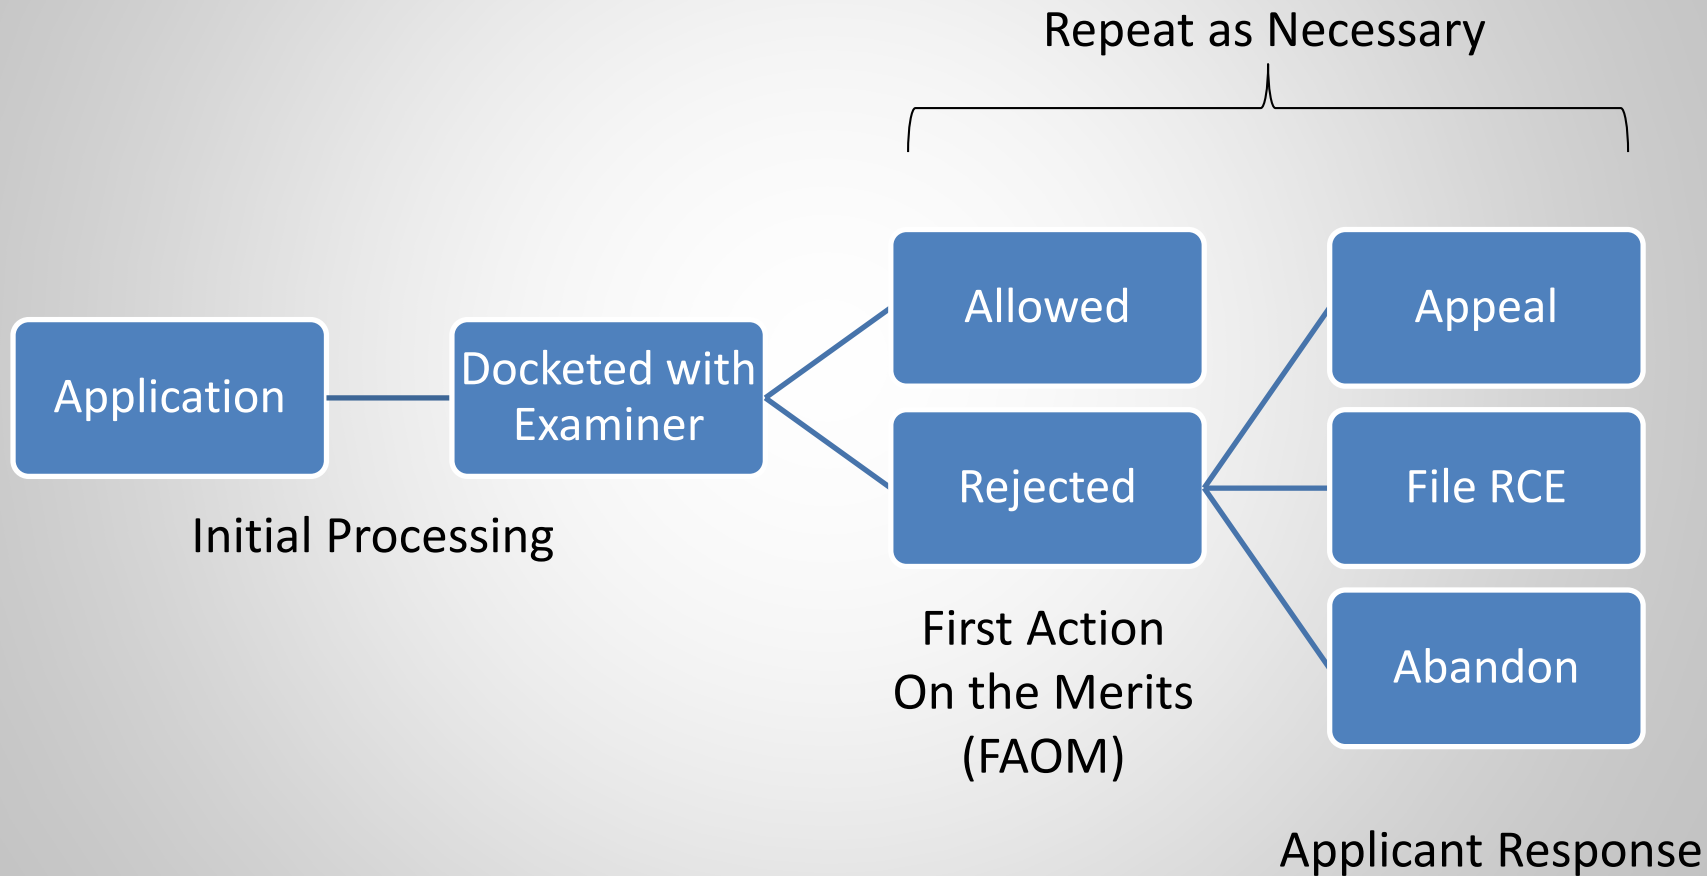 Repeat as Necessary
Application
Docketed with
Examiner
Initial Processing
Allowed
Rejected
First Action
On the Merits
(FAOM)
Appeal
File RCE
Abandon
Applicant Response